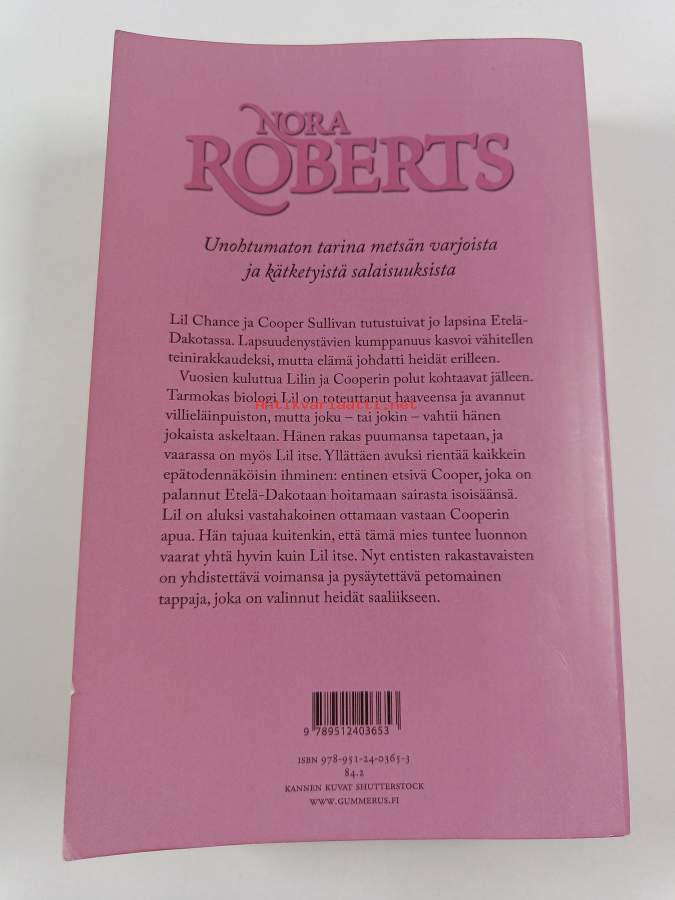 NORA
ROBERTS
Unohtumaton tarina metsän varjoista
ja kätketyistä salaisuuksista
Lil Chance ja Cooper Sullivan tutustuivat jo lapsina Etelä-
Dakotassa. Lapsuudenystävien kumppanuus kasvoi vähitellen
teinirakkaudeksi, mutta elämä johdatti heidät erilleen.
Vuosien kuluttua Lilin ja Cooperin polut kohtaavat jälleen.
Tarmokas biologi Lil on toteuttanut haaveensa ja avannut
Antikvariaatti.net
villieläinpuiston, mutta joku – tai jokin – vahtii hänen
jokaista askeltaan. Hänen rakas puumansa tapetaan, ja
vaarassa on myös Lil itse. Yllättäen avuksi rientää kaikkein
epätodennäköisin ihminen: entinen etsivä Cooper, joka on
palannut Etelä-Dakotaan hoitamaan sairasta isoisäänsä.
Lil on aluksi vastahakoinen ottamaan vastaan Cooperin
apua. Hän tajuaa kuitenkin, että tämä mies tuntee luonnon
vaarat yhtä hyvin kuin Lil itse. Nyt entisten rakastavaisten
on yhdistettävä voimansa ja pysäytettävä petomainen
tappaja, joka on valinnut heidät saaliikseen.
9 789512 403653
ISBN 978-951-24-0365-3
84.2
KANNEN KUVAT SHUTTERSTOCK
WWW.GUMMERUS.FI